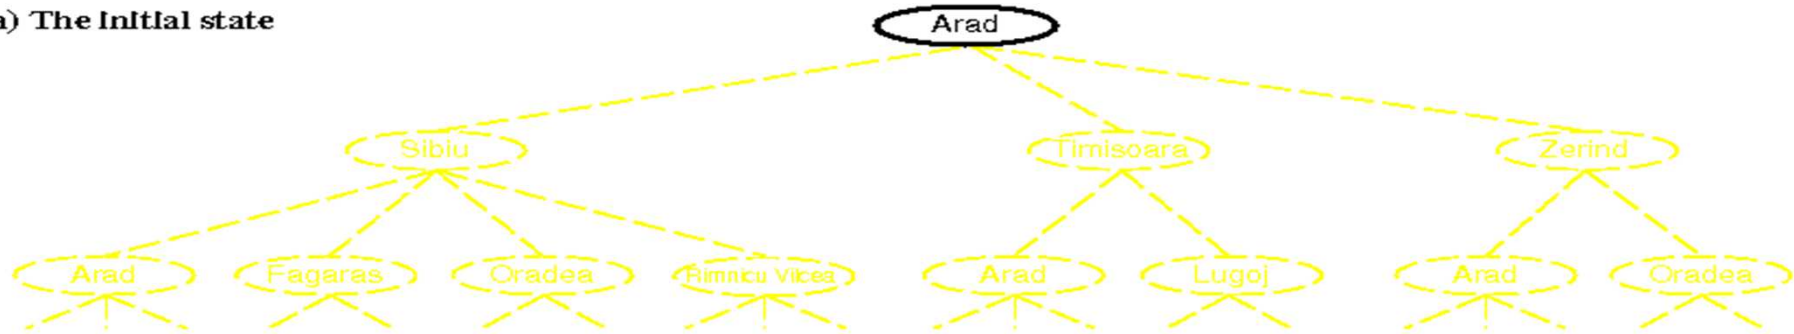 a) The initial state
Arad
Sibiu Timisoara Zerind
Arad Fagaras Oradea Rimnicu Vilcea Arad Lugoj Arad Oradea